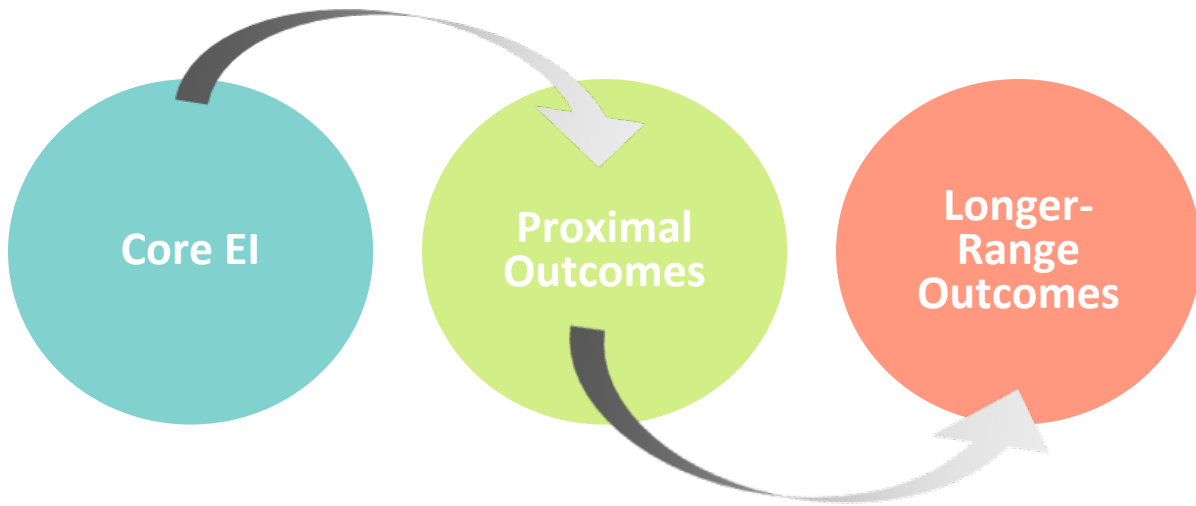 Core EI
Proximal
Outcomes
Longer-
Range
Outcomes